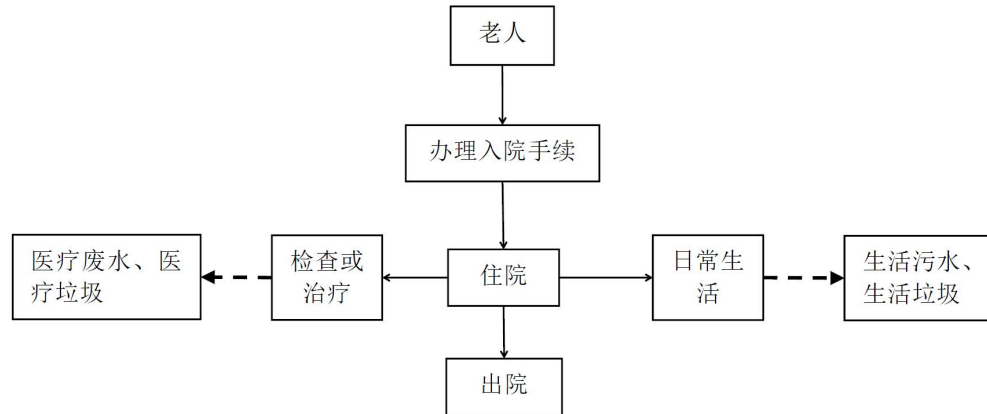 老人
办理入院手续
医疗废水、医
疗垃圾
检查或
治疗
住院
日常生
活
生活污水、
生活垃圾
出院